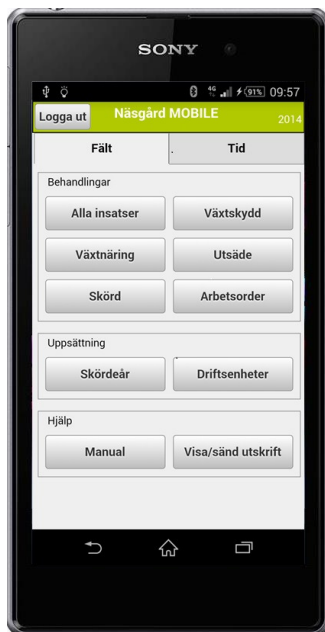 SONY
4G 91% 09:57
Logga ut Näsgård MOBILE 2014
Fält Tid
Behandlingar
Alla insatser Växtskydd
Växtnäring Utsäde
Skörd Arbetsorder
Uppsättning
Skördeår Driftsenheter
Hjälp
Manual Visa/sänd utskrift